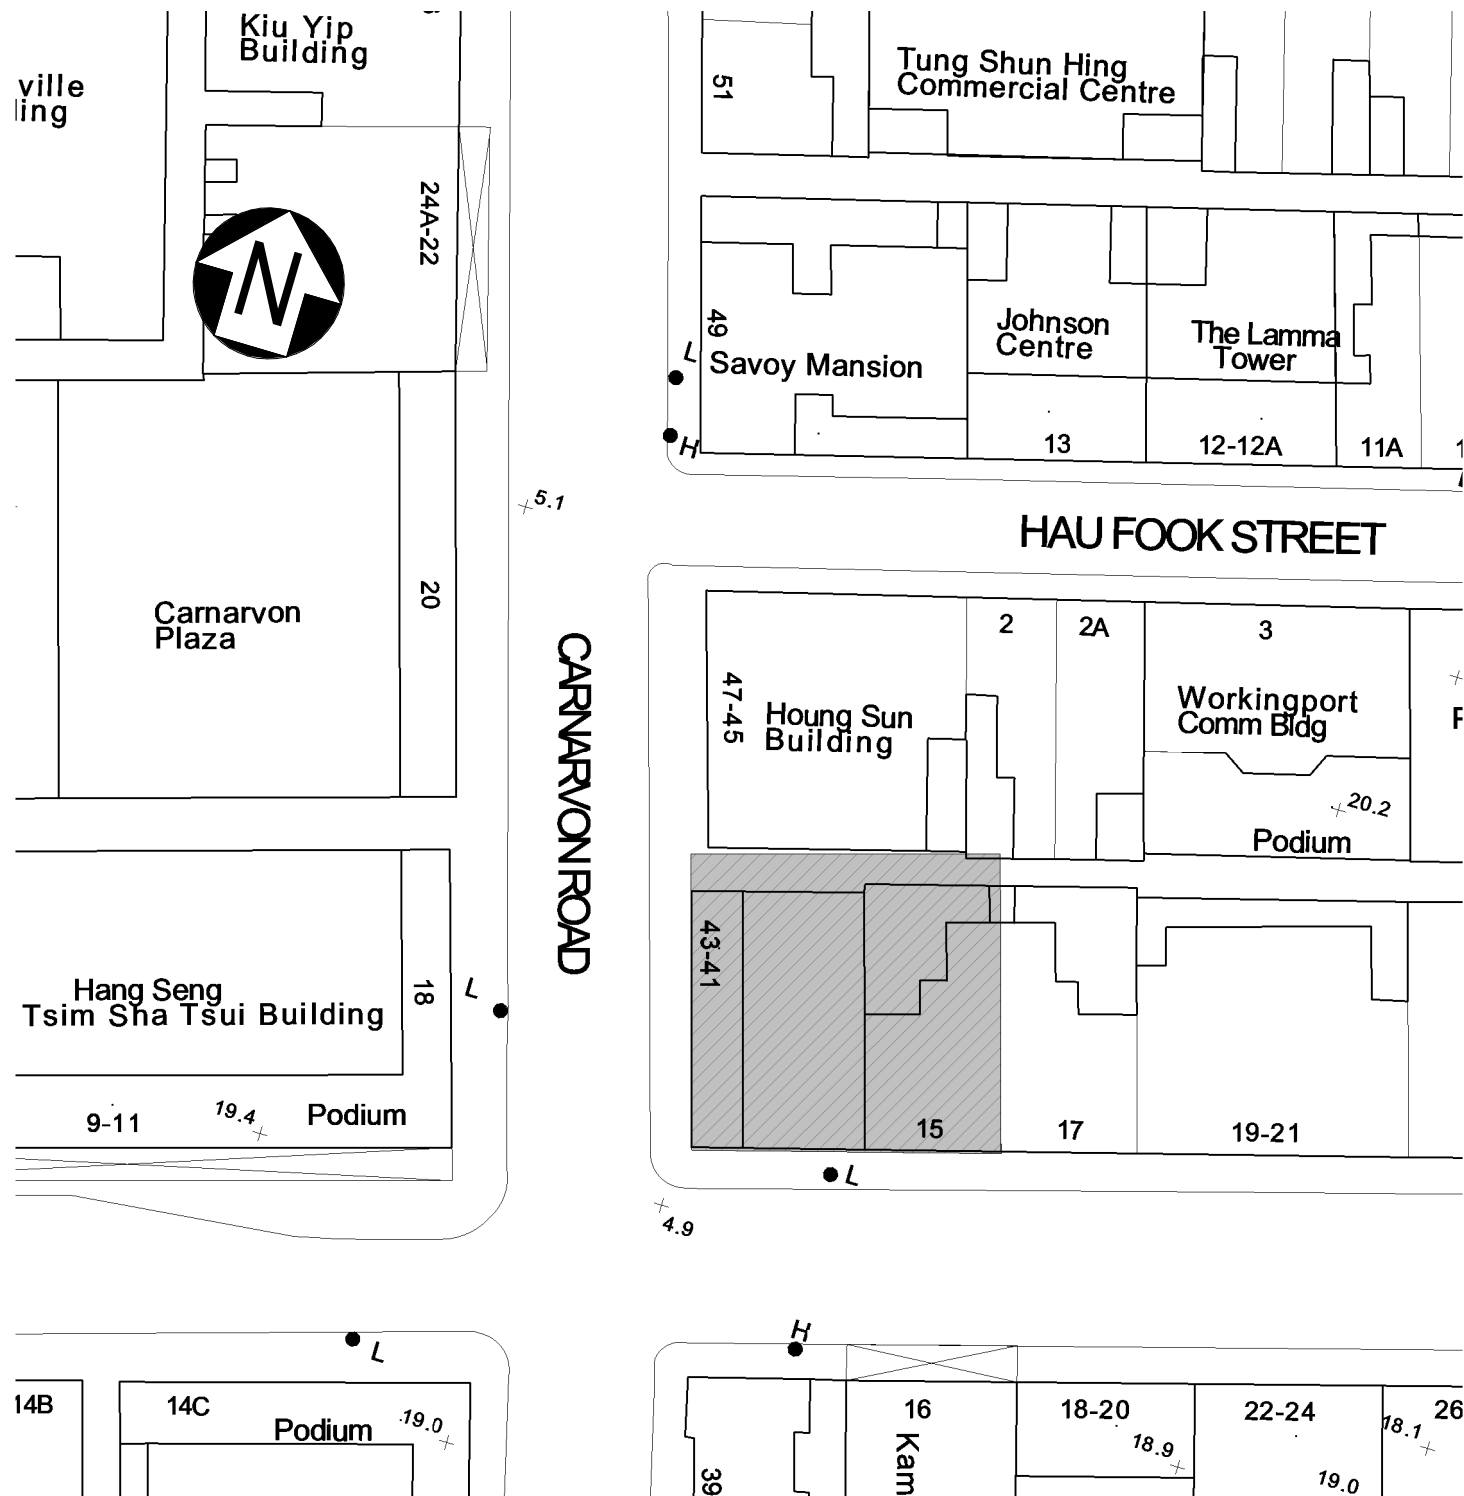 Kiu Yip
Building
ville
ing
51
Tung Shun Hing
Commercial Centre
24A-22
N
49
L
Savoy Mansion
H
Johnson
Centre
The Lamma
Tower
13
12-12A
11A
5.1
HAU FOOK STREET
20
Carnarvon
Plaza
CARNARVON ROAD
2
2A
3
47-45
Houng Sun
Building
Workingport
Comm Bldg
20.2
Podium
43-41
18
Hang Seng
Tsim Sha Tsui Building
L
9-11
19.4
Podium
15
17
19-21
L
4.9
H
L
14B
14C
Podium
19.0
39
16
Kam
18-20
18.9
22-24
19.0
18.1
26